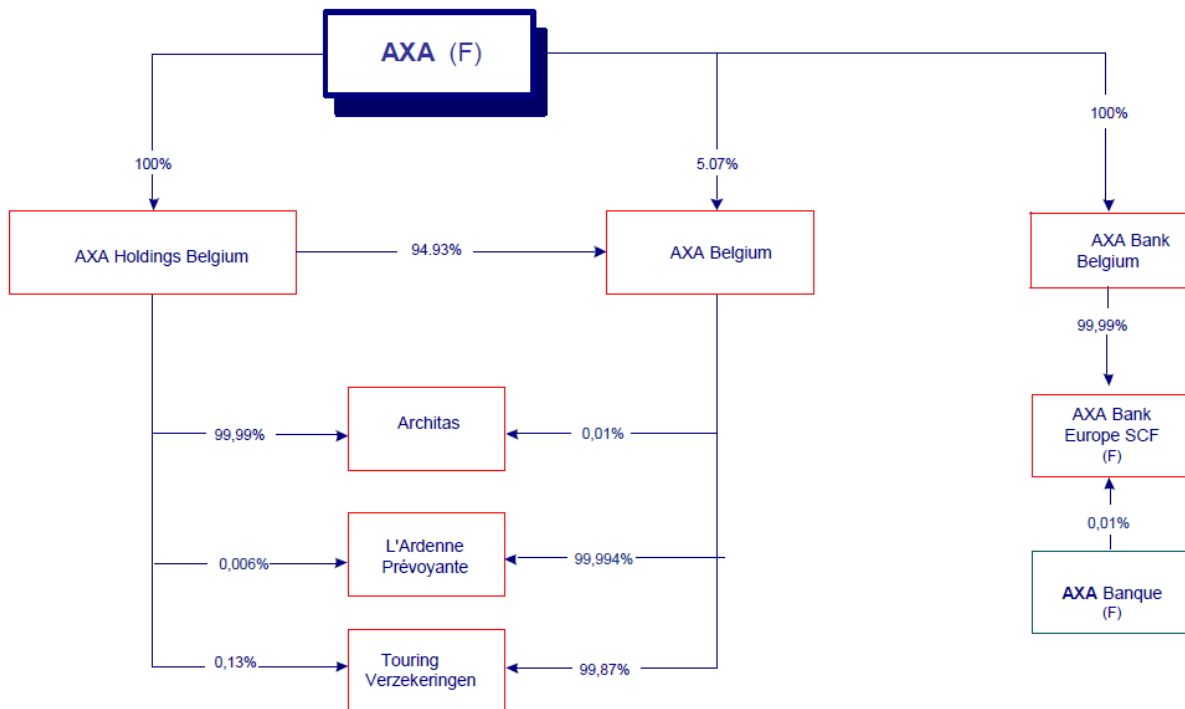 AXA (F)
100%
5.07%
100%
AXA Holdings Belgium
94.93%
AXA Belgium
AXA Bank
Belgium
99,99%
Architas
99,99%
0,01%
AXA Bank
Europe SCF
(F)
0,01%
L'Ardenne
Prévoyante
0,006%
99,994%
AXA Banque
(F)
Touring
Verzekeringen
0,13%
99,87%